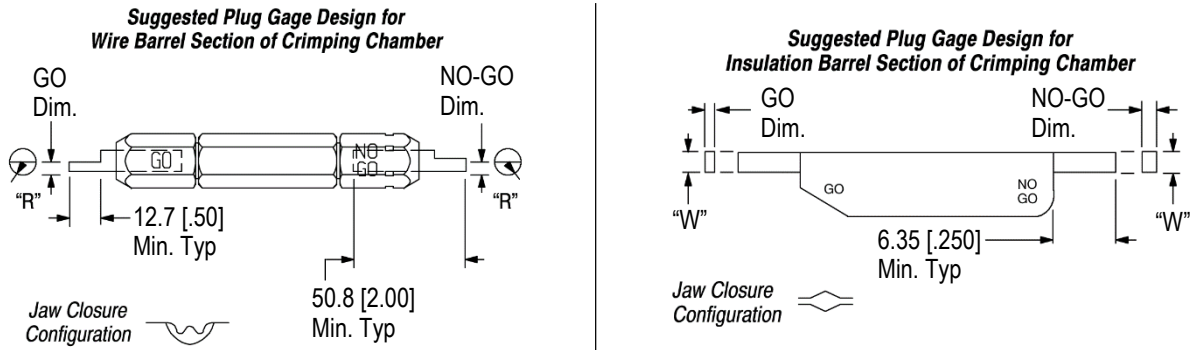 Suggested Plug Gage Design for
Wire Barrel Section of Crimping Chamber
GO
Dim.
NO-GO
Dim.
GO
NO
GO
"R"
"R"
12.7 [.50]
Min. Typ
50.8 [2.00]
Min. Typ
Jaw Closure
Configuration
Suggested Plug Gage Design for
Insulation Barrel Section of Crimping Chamber
GO
Dim.
NO-GO
Dim.
GO
NO
GO
"W"
"W"
6.35 [.250]
Min. Typ
Jaw Closure
Configuration